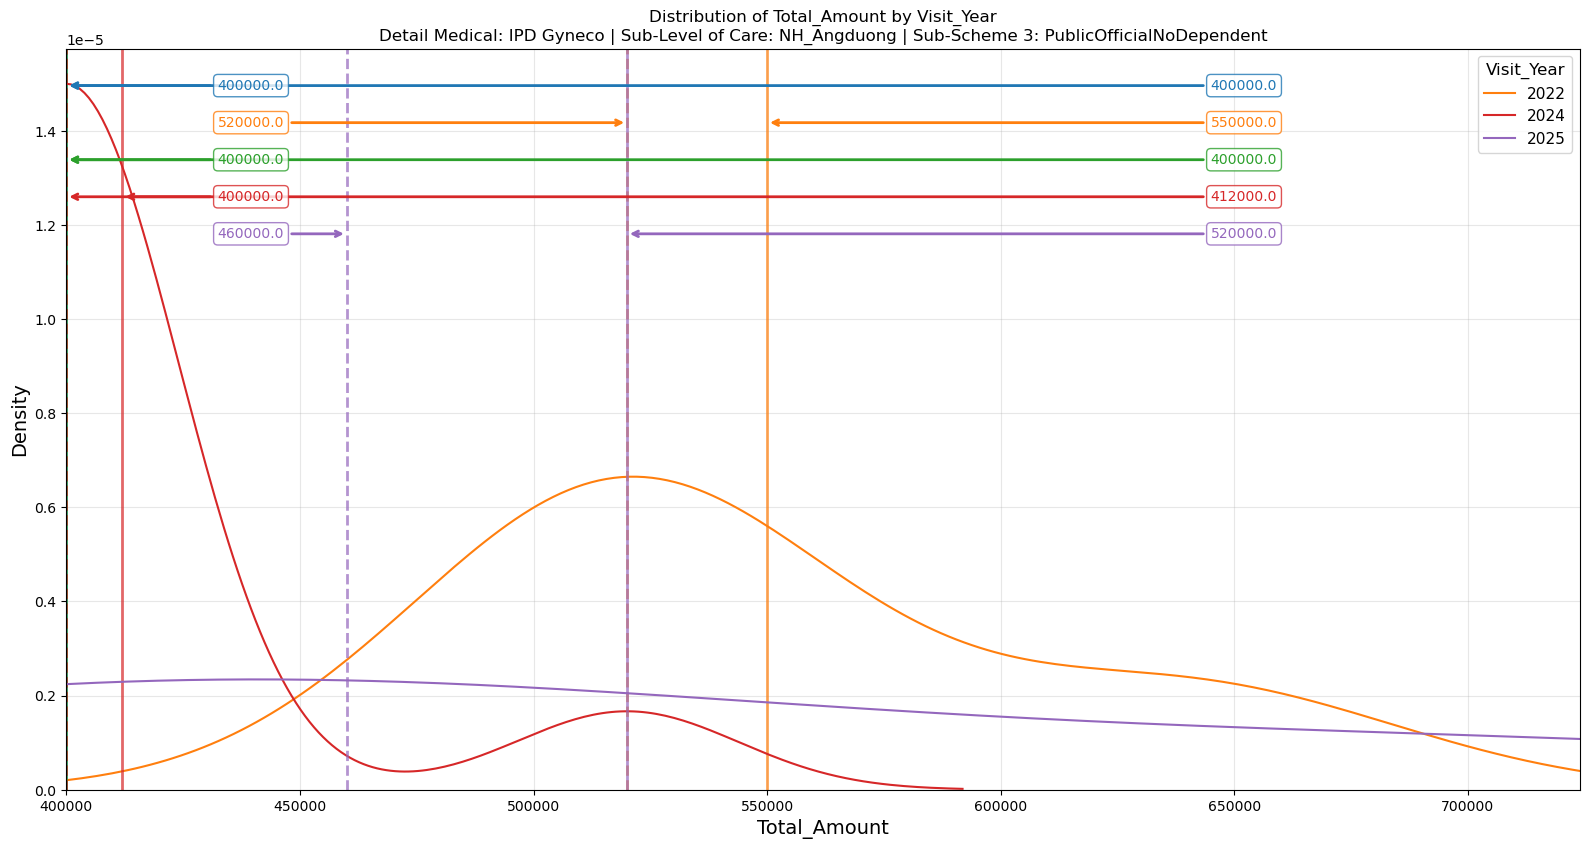 Distribution of Total_Amount by Visit_Year
Detail Medical: IPD Gyneco | Sub-Level of Care: NH_Angduong | Sub-Scheme 3: PublicOfficialNoDependent
1e−5
Visit_Year
2022
2024
2025
400000.0 400000.0
520000.0 550000.0
400000.0 400000.0
400000.0 412000.0
460000.0 520000.0
1.4
1.2
1.0
0.8
0.6
0.4
0.2
0.0
Density
400000 450000 500000 550000 600000 650000 700000
Total_Amount